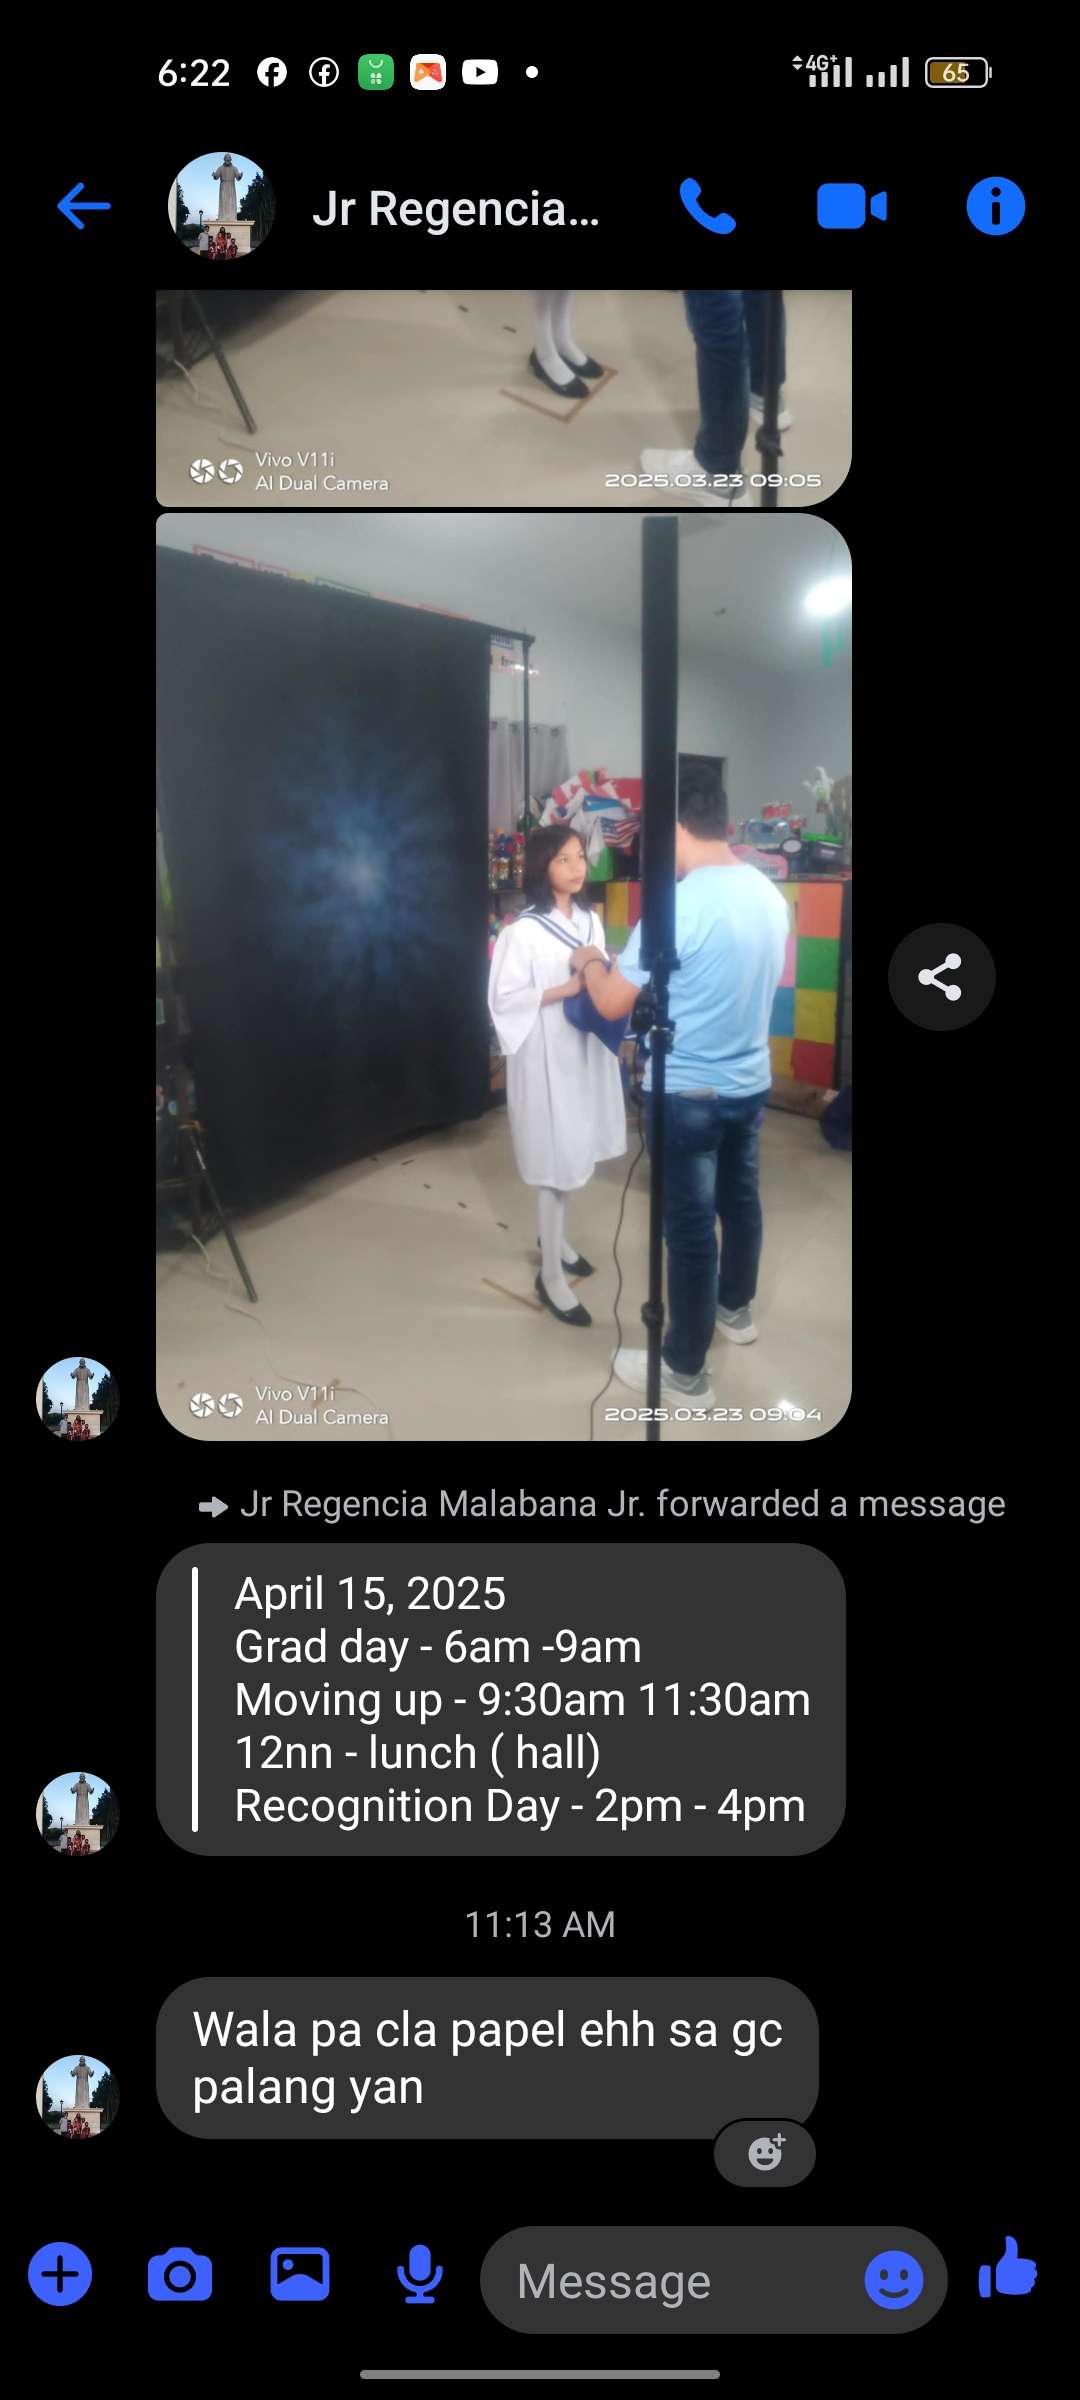 6:22
4G+
65
Jr Regencia...
Vivo V11i
AI Dual Camera
2025.03.23 09:05
Vivo V11i
AI Dual Camera
2025.03.23 09:04
Jr Regencia Malabana Jr. forwarded a message
April 15, 2025
Grad day - 6am -9am
Moving up - 9:30am 11:30am
12nn - lunch ( hall)
Recognition Day - 2pm - 4pm
11:13 AM
Wala pa cla papel ehh sa gc
palang yan
Message